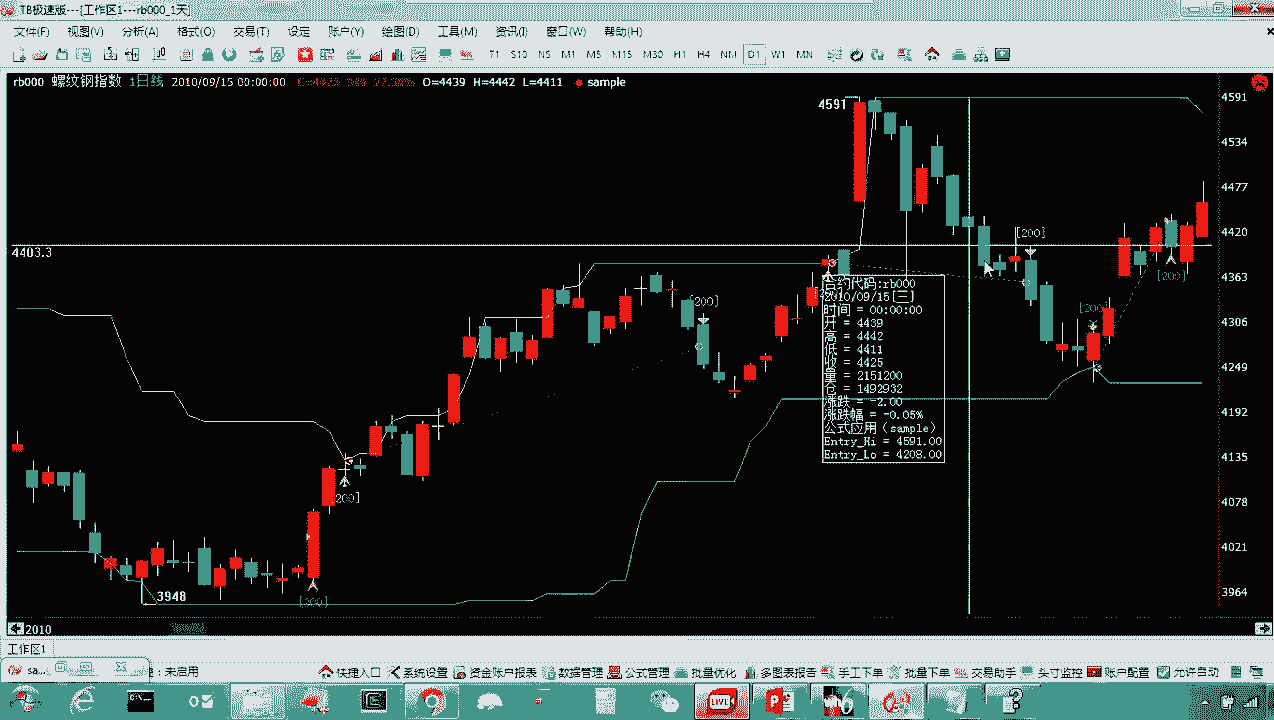 TB极速版---[工作区1---rb000_1天]
文件(F) 视图(V) 分析(A) 格式(O) 交易(T) 设定 账户(Y) 绘图(D) 工具(M) 资讯(I) 窗口(W) 帮助(H)
T1 S10 NS M1 M5 M15 M30 H1 H4 NM D1 W1 MN
rb000 螺纹钢指数 1日线 2010/09/15 00:00:00 O=4439 H=4442 L=4411 sample
4591
4591
4534
4477
4420
4403.3
[200]
4363
[200]
合约代码:rb000
2010/09/15[三]
时间 = 00:00:00
开 = 4439
高 = 4442
低 = 4411
收 = 4425
量 = 2151200
仓 = 1492932
涨跌 = -2.00
涨跌幅 = -0.05%
公式应用 (sample)
Entry_Hi = 4591.00
Entry_Lo = 4208.00
[200]
[200]
4306
4249
4192
4135
4078
4021
3964
[200]
3948
[200]
2010
工作区1
sa...
: 未启用
快捷入口 系统设置 资金账户报表 数据管理 公式管理 批量优化 多图表报告 手工下单 批量下单 交易助手 头寸监控 账户配置 允许自动
LIVE